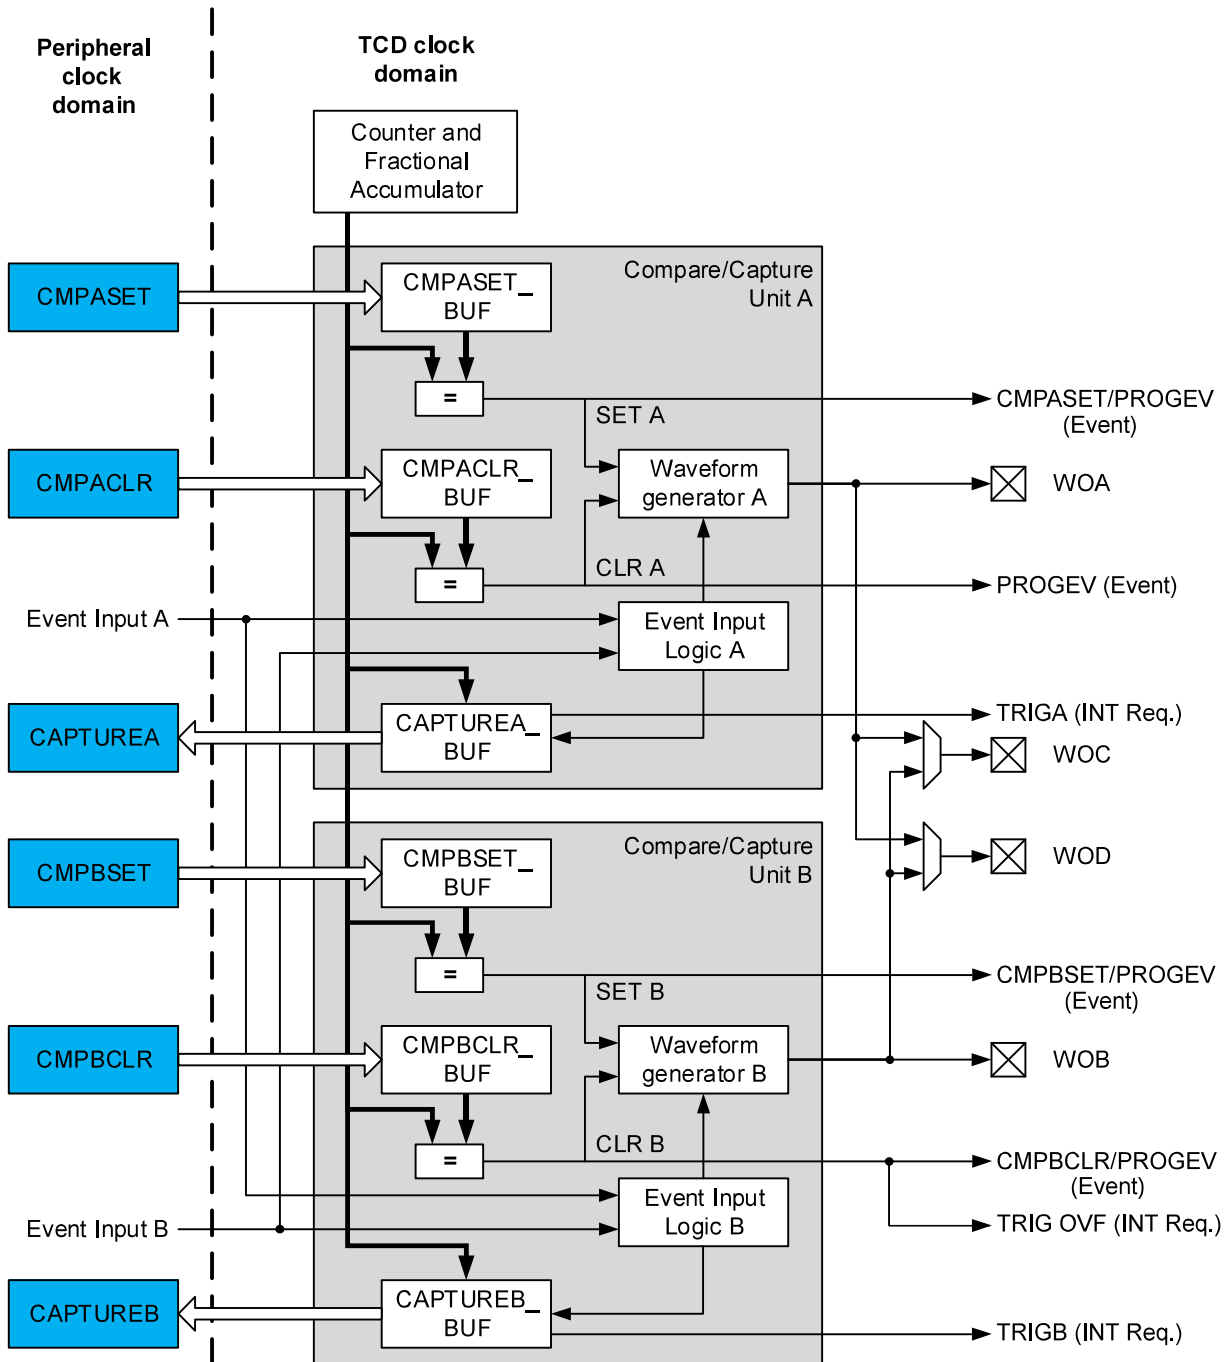 Peripheral
clock
domain
TCD clock
domain
Counter and
Fractional
Accumulator
Compare/Capture
Unit A
CMPASET
CMPASET_
BUF
=
SET A
CMPASET/PROGEV
(Event)
CMPACLR
CMPACLR_
BUF
Waveform
generator A
WOA
=
CLR A
PROGEV (Event)
Event Input A
Event Input
Logic A
CAPTUREA
CAPTUREA_
BUF
TRIGA (INT Req.)
WOC
Compare/Capture
Unit B
CMPBSET
CMPBSET_
BUF
WOD
=
SET B
CMPBSET/PROGEV
(Event)
CMPBCLR
CMPBCLR_
BUF
Waveform
generator B
WOB
=
CLR B
CMPBCLR/PROGEV
(Event)
Event Input B
Event Input
Logic B
TRIG OVF (INT Req.)
CAPTUREB
CAPTUREB_
BUF
TRIGB (INT Req.)